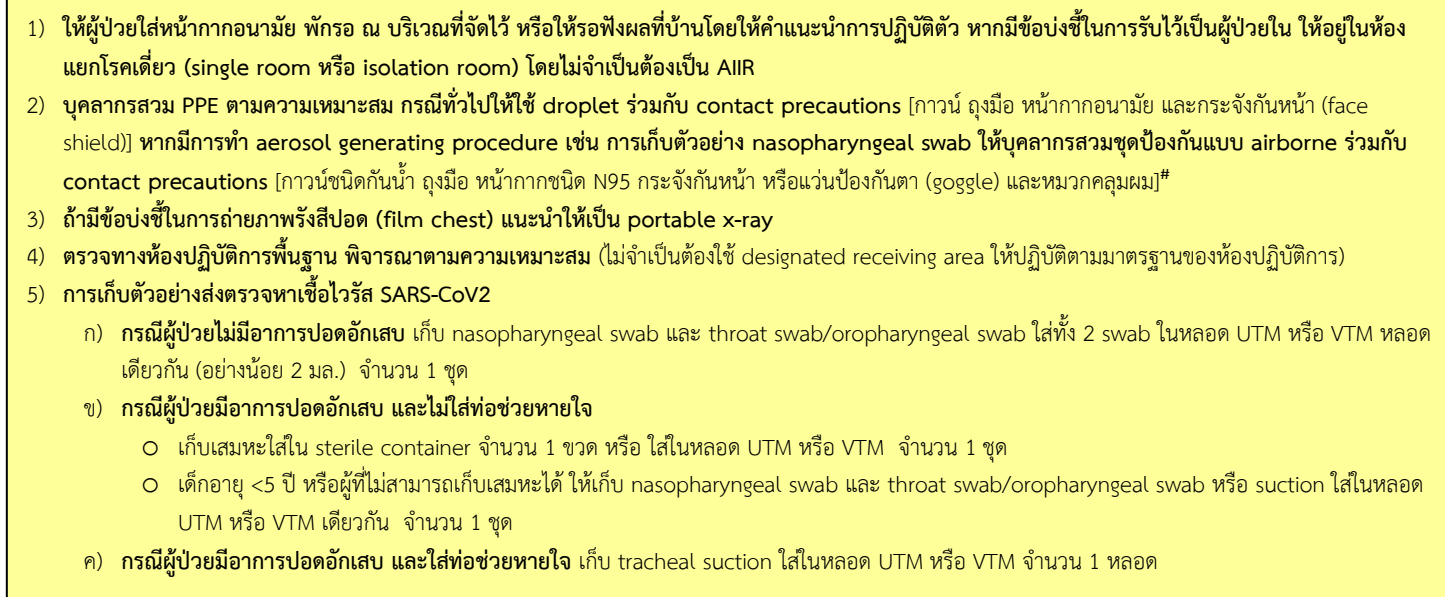 1) ให้ผู้ป่วยใส่หน้ากากอนามัย พักรอ ณ บริเวณที่จัดไว้ หรือให้รอฟังผลที่บ้านโดยให้คำแนะนำการปฏิบัติตัว หากมีข้อบ่งชี้ในการรับไว้เป็นผู้ป่วยใน ให้อยู่ในห้อง
แยกโรคเดี่ยว (single room หรือ isolation room) โดยไม่จำเป็นต้องเป็น AIIR
2) บุคลากรสวม PPE ตามความเหมาะสม กรณีทั่วไปให้ใช้ droplet ร่วมกับ contact precautions [กาวน์ ถุงมือ หน้ากากอนามัย และกระจังกันหน้า (face
shield)] หากมีการทำ aerosol generating procedure เช่น การเก็บตัวอย่าง nasopharyngeal swab ให้บุคลากรสวมชุดป้องกันแบบ airborne ร่วมกับ
contact precautions [กาวน์ชนิดกันน้ำ ถุงมือ หน้ากากชนิด N95 กระจังกันหน้า หรือแว่นป้องกันตา (goggle) และหมวกคลุมผม]#
3) ถ้ามีข้อบ่งชี้ในการถ่ายภาพรังสีปอด (film chest) แนะนำให้เป็น portable x-ray
4) ตรวจทางห้องปฏิบัติการพื้นฐาน พิจารณาตามความเหมาะสม (ไม่จำเป็นต้องใช้ designated receiving area ให้ปฏิบัติตามมาตรฐานของห้องปฏิบัติการ)
5) การเก็บตัวอย่างส่งตรวจหาเชื้อไวรัส SARS-CoV2
ก) กรณีผู้ป่วยไม่มีอาการปอดอักเสบ เก็บ nasopharyngeal swab และ throat swab/oropharyngeal swab ใส่ทั้ง 2 swab ในหลอด UTM หรือ VTM หลอด
เดียวกัน (อย่างน้อย 2 มล.) จำนวน 1 ชุด
ข) กรณีผู้ป่วยมีอาการปอดอักเสบ และไม่ใส่ท่อช่วยหายใจ
o เก็บเสมหะใส่ใน sterile container จำนวน 1 ขวด หรือ ใส่ในหลอด UTM หรือ VTM จำนวน 1 ชุด
o เด็กอายุ <5 ปี หรือผู้ที่ไม่สามารถเก็บเสมหะได้ ให้เก็บ nasopharyngeal swab และ throat swab/oropharyngeal swab หรือ suction ใส่ในหลอด
UTM หรือ VTM เดียวกัน จำนวน 1 ชุด
ค) กรณีผู้ป่วยมีอาการปอดอักเสบ และใส่ท่อช่วยหายใจ เก็บ tracheal suction ใส่ในหลอด UTM หรือ VTM จำนวน 1 หลอด